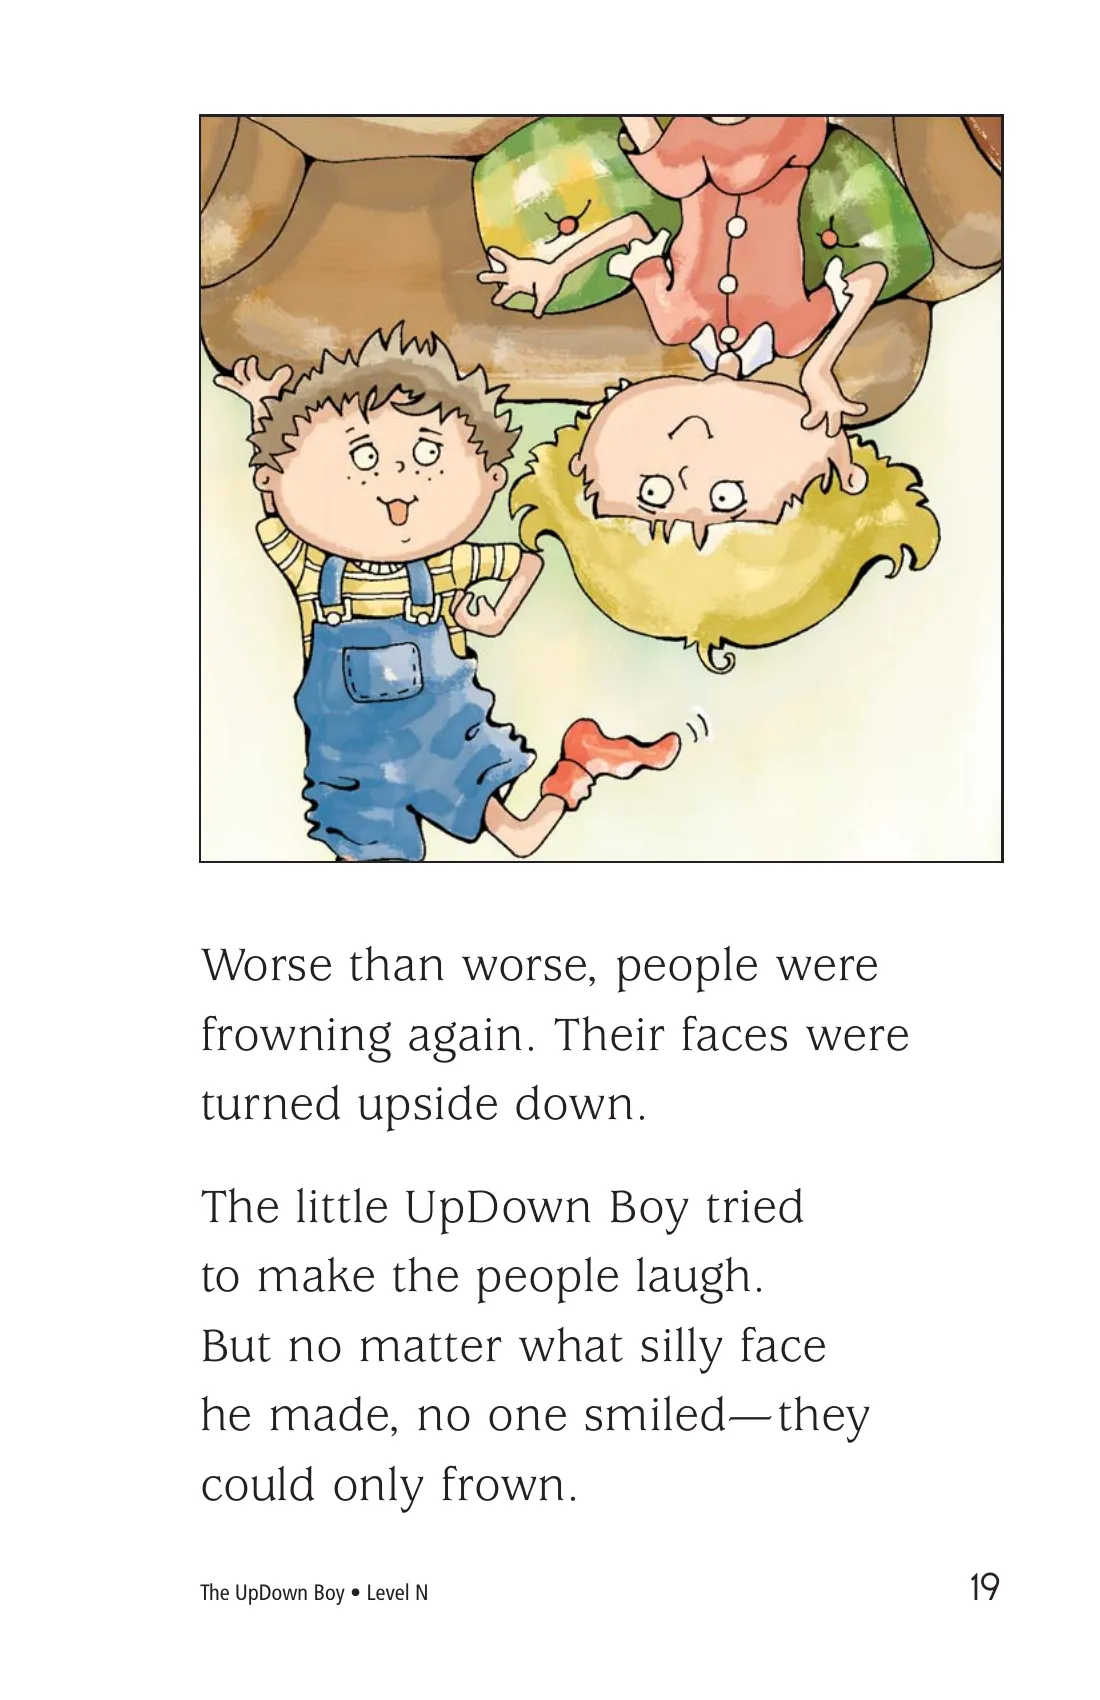 Worse than worse, people were
frowning again. Their faces were
turned upside down.
The little UpDown Boy tried
to make the people laugh.
But no matter what silly face
he made, no one smiled—they
could only frown.
The UpDown Boy • Level N
19